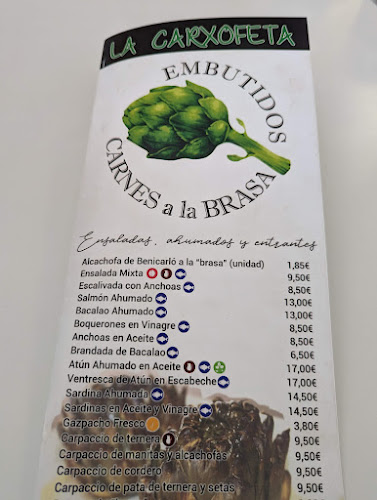 LA CARXOFETA
EMBUTIDOS
CARNES a la BRASA
Ensaladas, ahumados y entrantes
Alcachofa de Benicarló a la "brasa" (unidad) 1,85€
Ensalada Mixta 9,50€
Escalivada con Anchoas 8,50€
Salmón Ahumado 13,00€
Bacalao Ahumado 13,00€
Boquerones en Vinagre 8,50€
Anchoas en Aceite 8,50€
Brandada de Bacalao 6,50€
Atún Ahumado en Aceite 17,00€
Ventresca de Atún en Escabeche 17,00€
Sardina Ahumada 14,50€
Sardinas en Aceite y Vinagre 14,50€
Gazpacho Fresco 3,80€
Carpaccio de ternera 9,50€
Carpaccio de manitas y alcachofas 9,50€
Carpaccio de cordero 9,50€
Carpaccio de pata de ternera y setas 9,50€